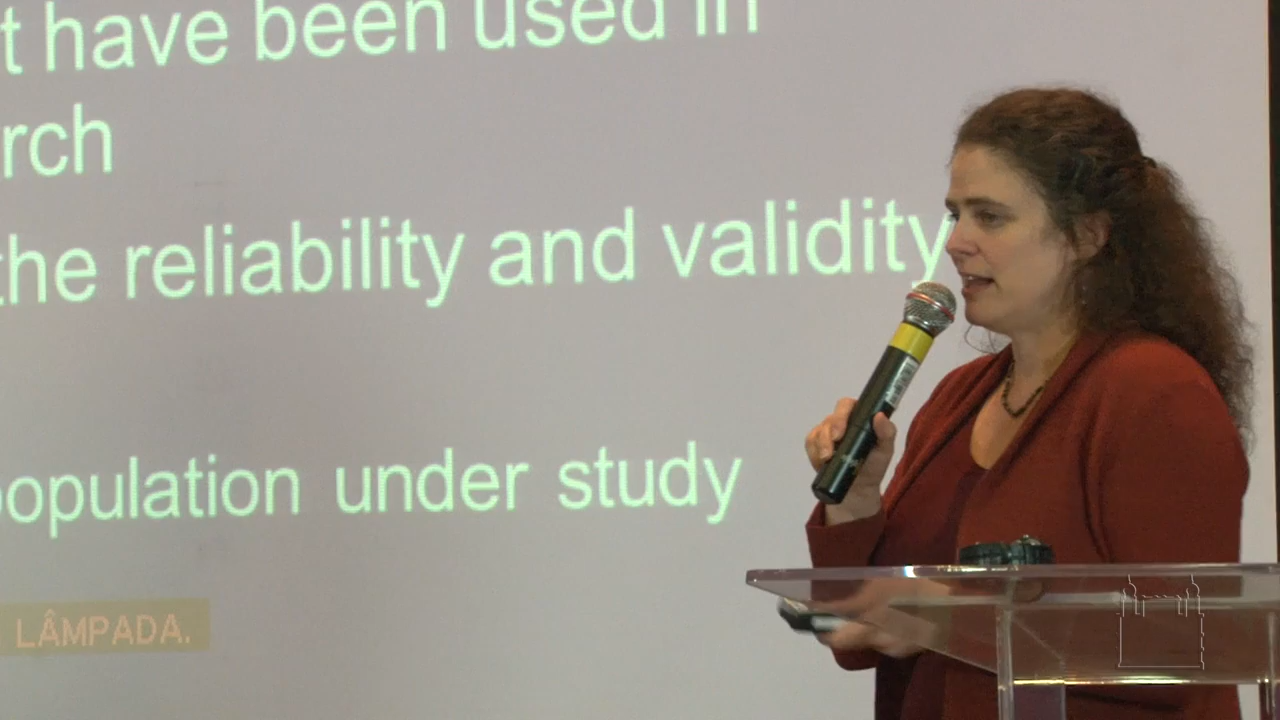 t have been used in
rch
the reliability and validity
population under study
LÂMPADA.